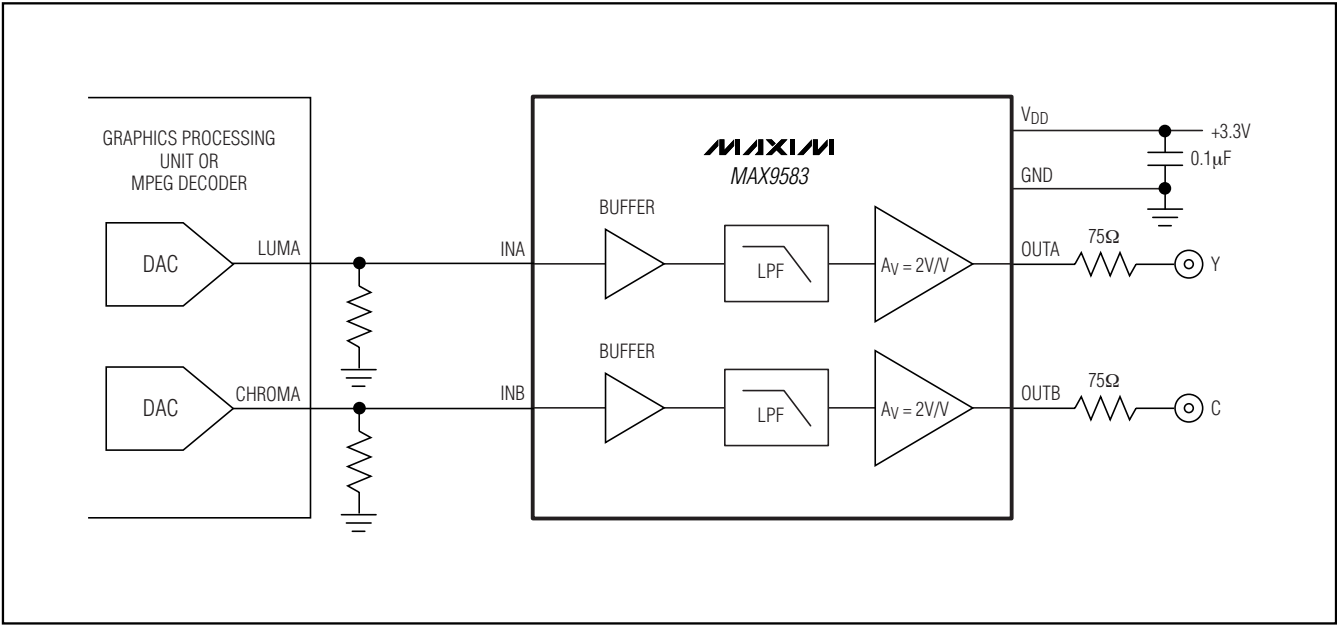 GRAPHICS PROCESSING
UNIT OR
MPEG DECODER
DAC
LUMA
DAC
CHROMA
INA
INB
MAXIM
MAX9583
BUFFER
LPF
AV = 2V/V
BUFFER
LPF
AV = 2V/V
VDD
+3.3V
0.1µF
GND
OUTA
75Ω
Y
OUTB
75Ω
C